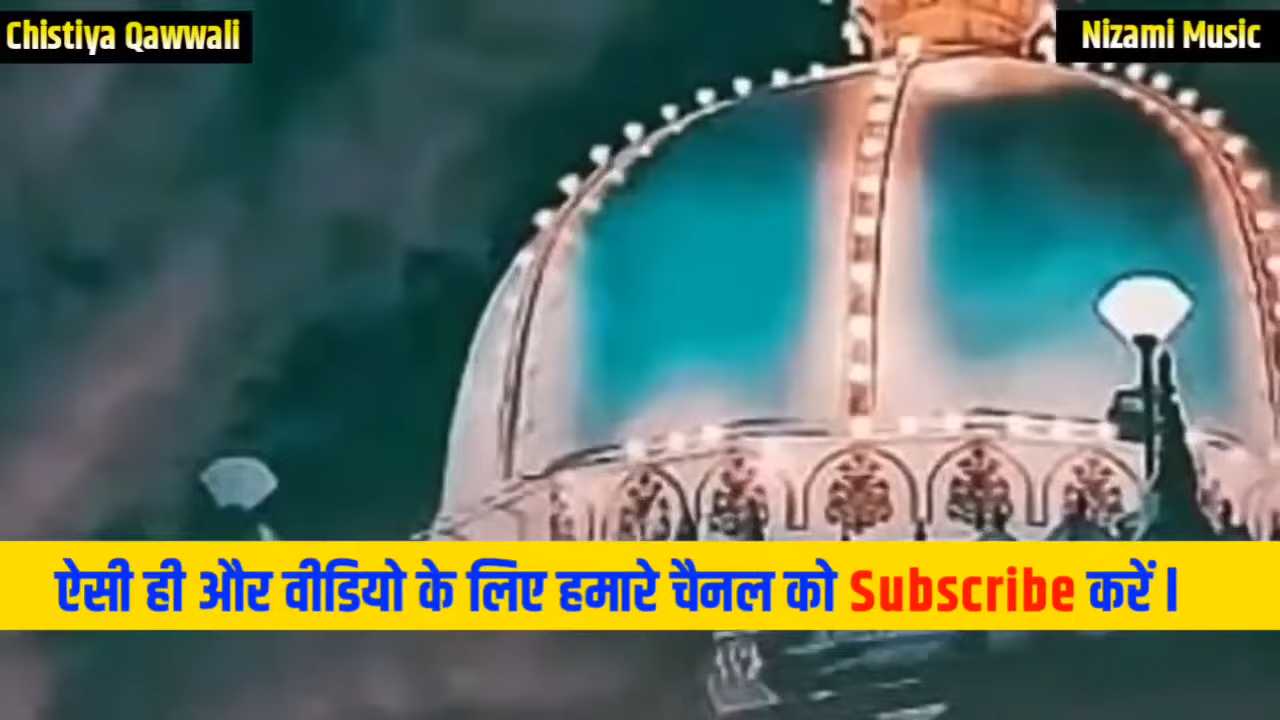 Chistiya Qawwali
Nizami Music
ऐसी ही और वीडियो के लिए हमारे चैनल को Subscribe करें।